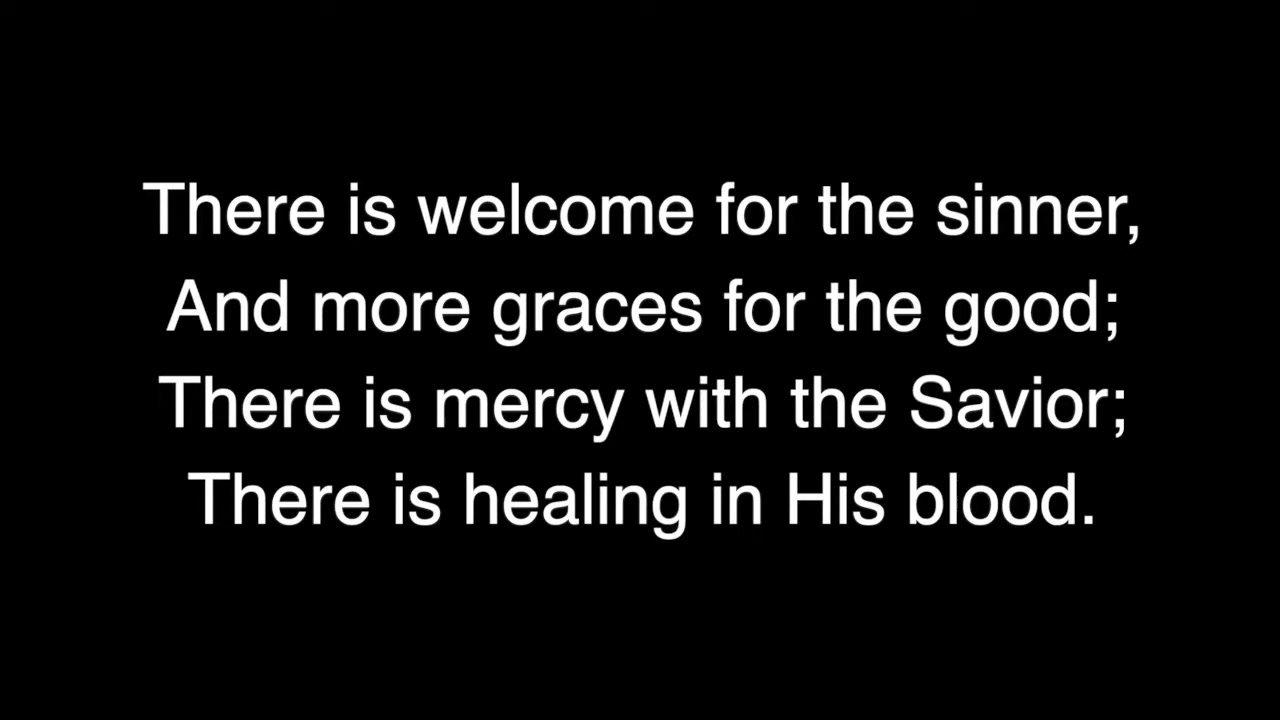 There is welcome for the sinner,
And more graces for the good;
There is mercy with the Savior;
There is healing in His blood.